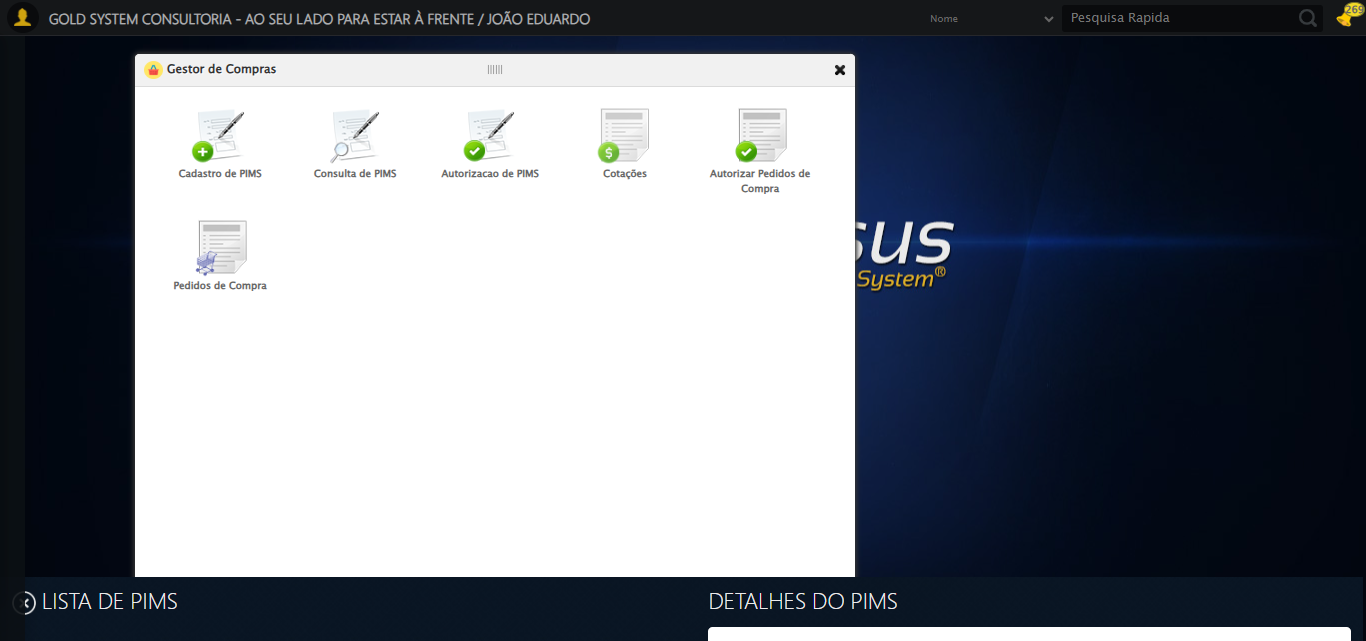 GOLD SYSTEM CONSULTORIA - AO SEU LADO PARA ESTAR À FRENTE / JOÃO EDUARDO
Nome
Pesquisa Rapida
269
Gestor de Compras
Cadastro de PIMS
Consulta de PIMS
Autorizacao de PIMS
Cotações
Autorizar Pedidos de
Compra
Pedidos de Compra
sus
System®
LISTA DE PIMS
DETALHES DO PIMS